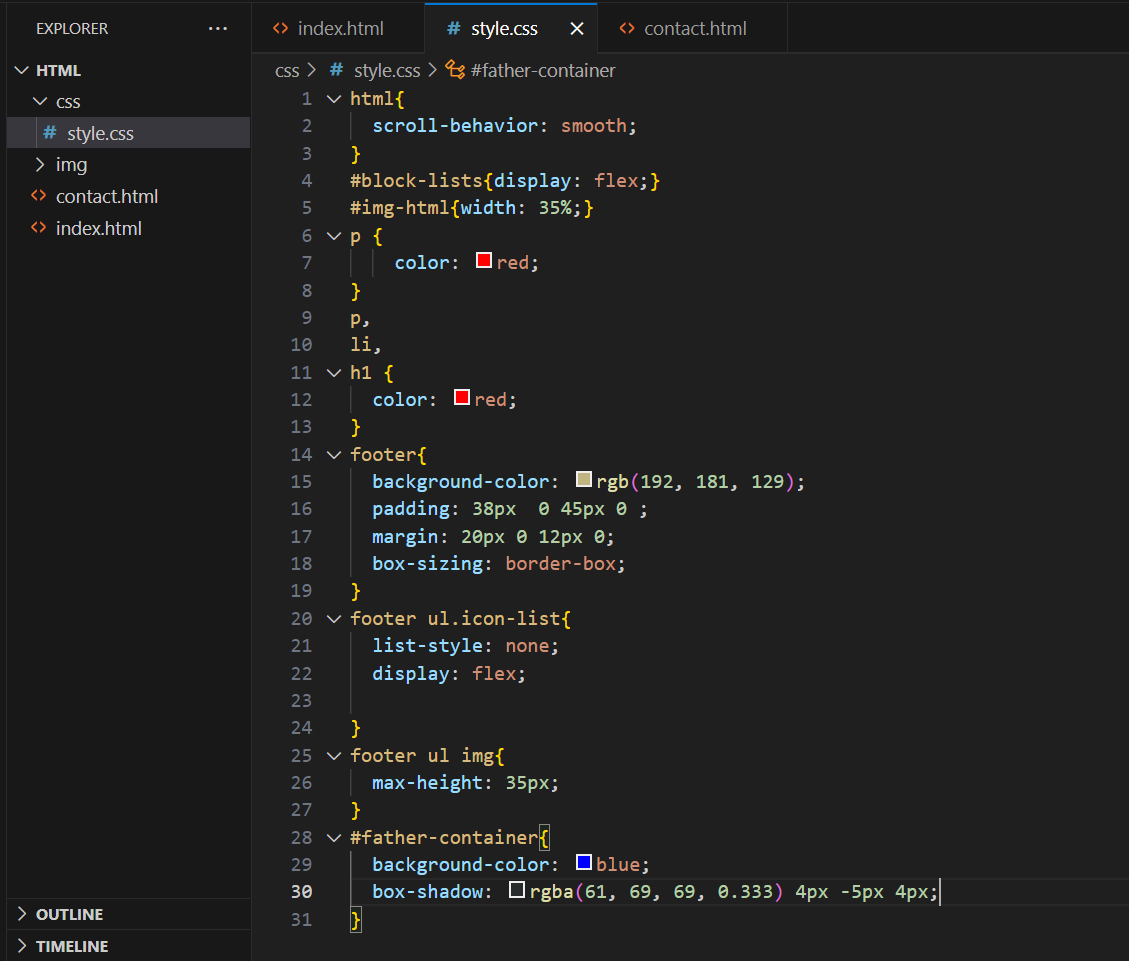 EXPLORER ···
HTML
css
# style.css
img
<> contact.html
<> index.html
OUTLINE
TIMELINE
<> index.html # style.css × <> contact.html
css > # style.css > #father-container
1 html{
2 scroll-behavior: smooth;
3 }
4 #block-lists{display: flex;}
5 #img-html{width: 35%;}
6 p {
7 color: red;
8 }
9 p,
10 li,
11 h1 {
12 color: red;
13 }
14 footer{
15 background-color: rgb(192, 181, 129);
16 padding: 38px  0 45px 0 ;
17 margin: 20px 0 12px 0;
18 box-sizing: border-box;
19 }
20 footer ul.icon-list{
21 list-style: none;
22 display: flex;
23
24 }
25 footer ul img{
26 max-height: 35px;
27 }
28 #father-container{
29 background-color: blue;
30 box-shadow: rgba(61, 69, 69, 0.333) 4px -5px 4px;
31 }